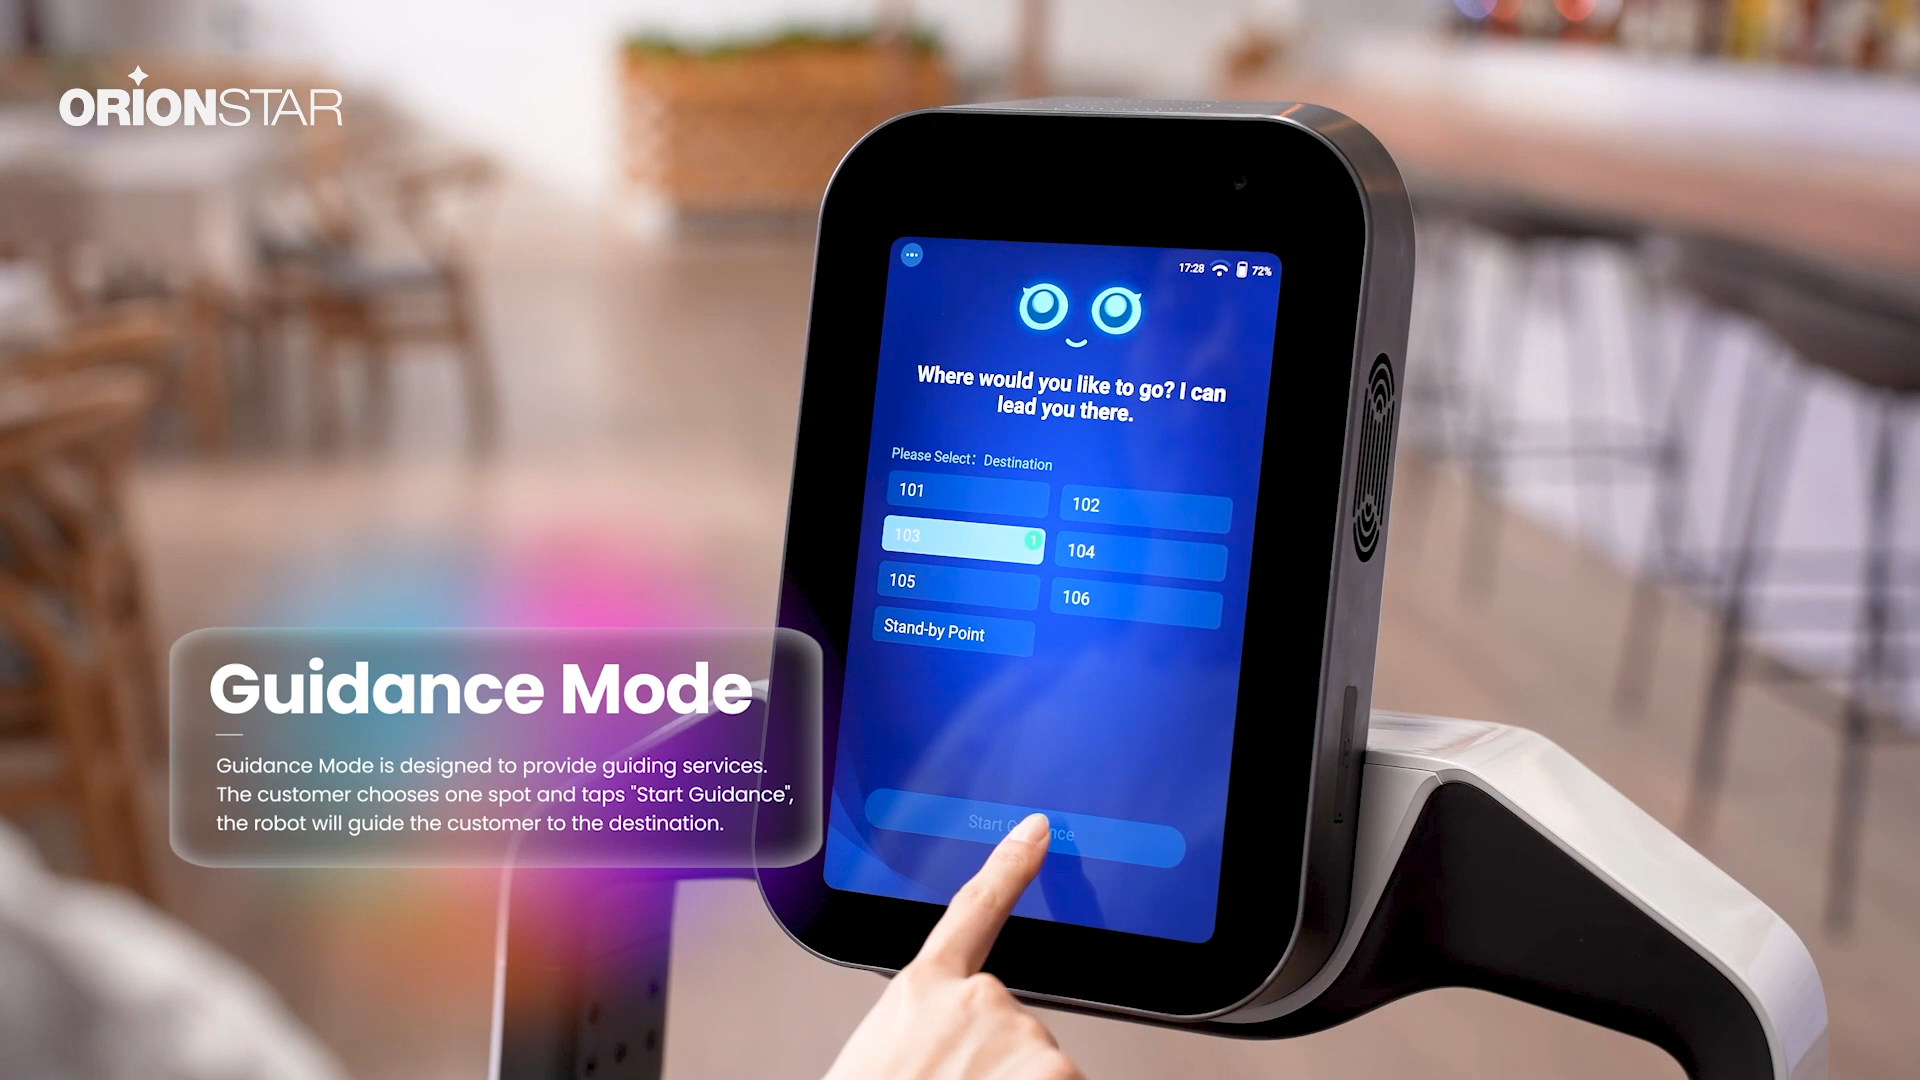 ORIONSTAR
17:28 72%
Where would you like to go? I can
lead you there.
Please Select: Destination
101
102
103 1
104
105
106
Stand-by Point
Start
Guidance Mode
Guidance Mode is designed to provide guiding services.
The customer chooses one spot and taps "Start Guidance",
the robot will guide the customer to the destination.